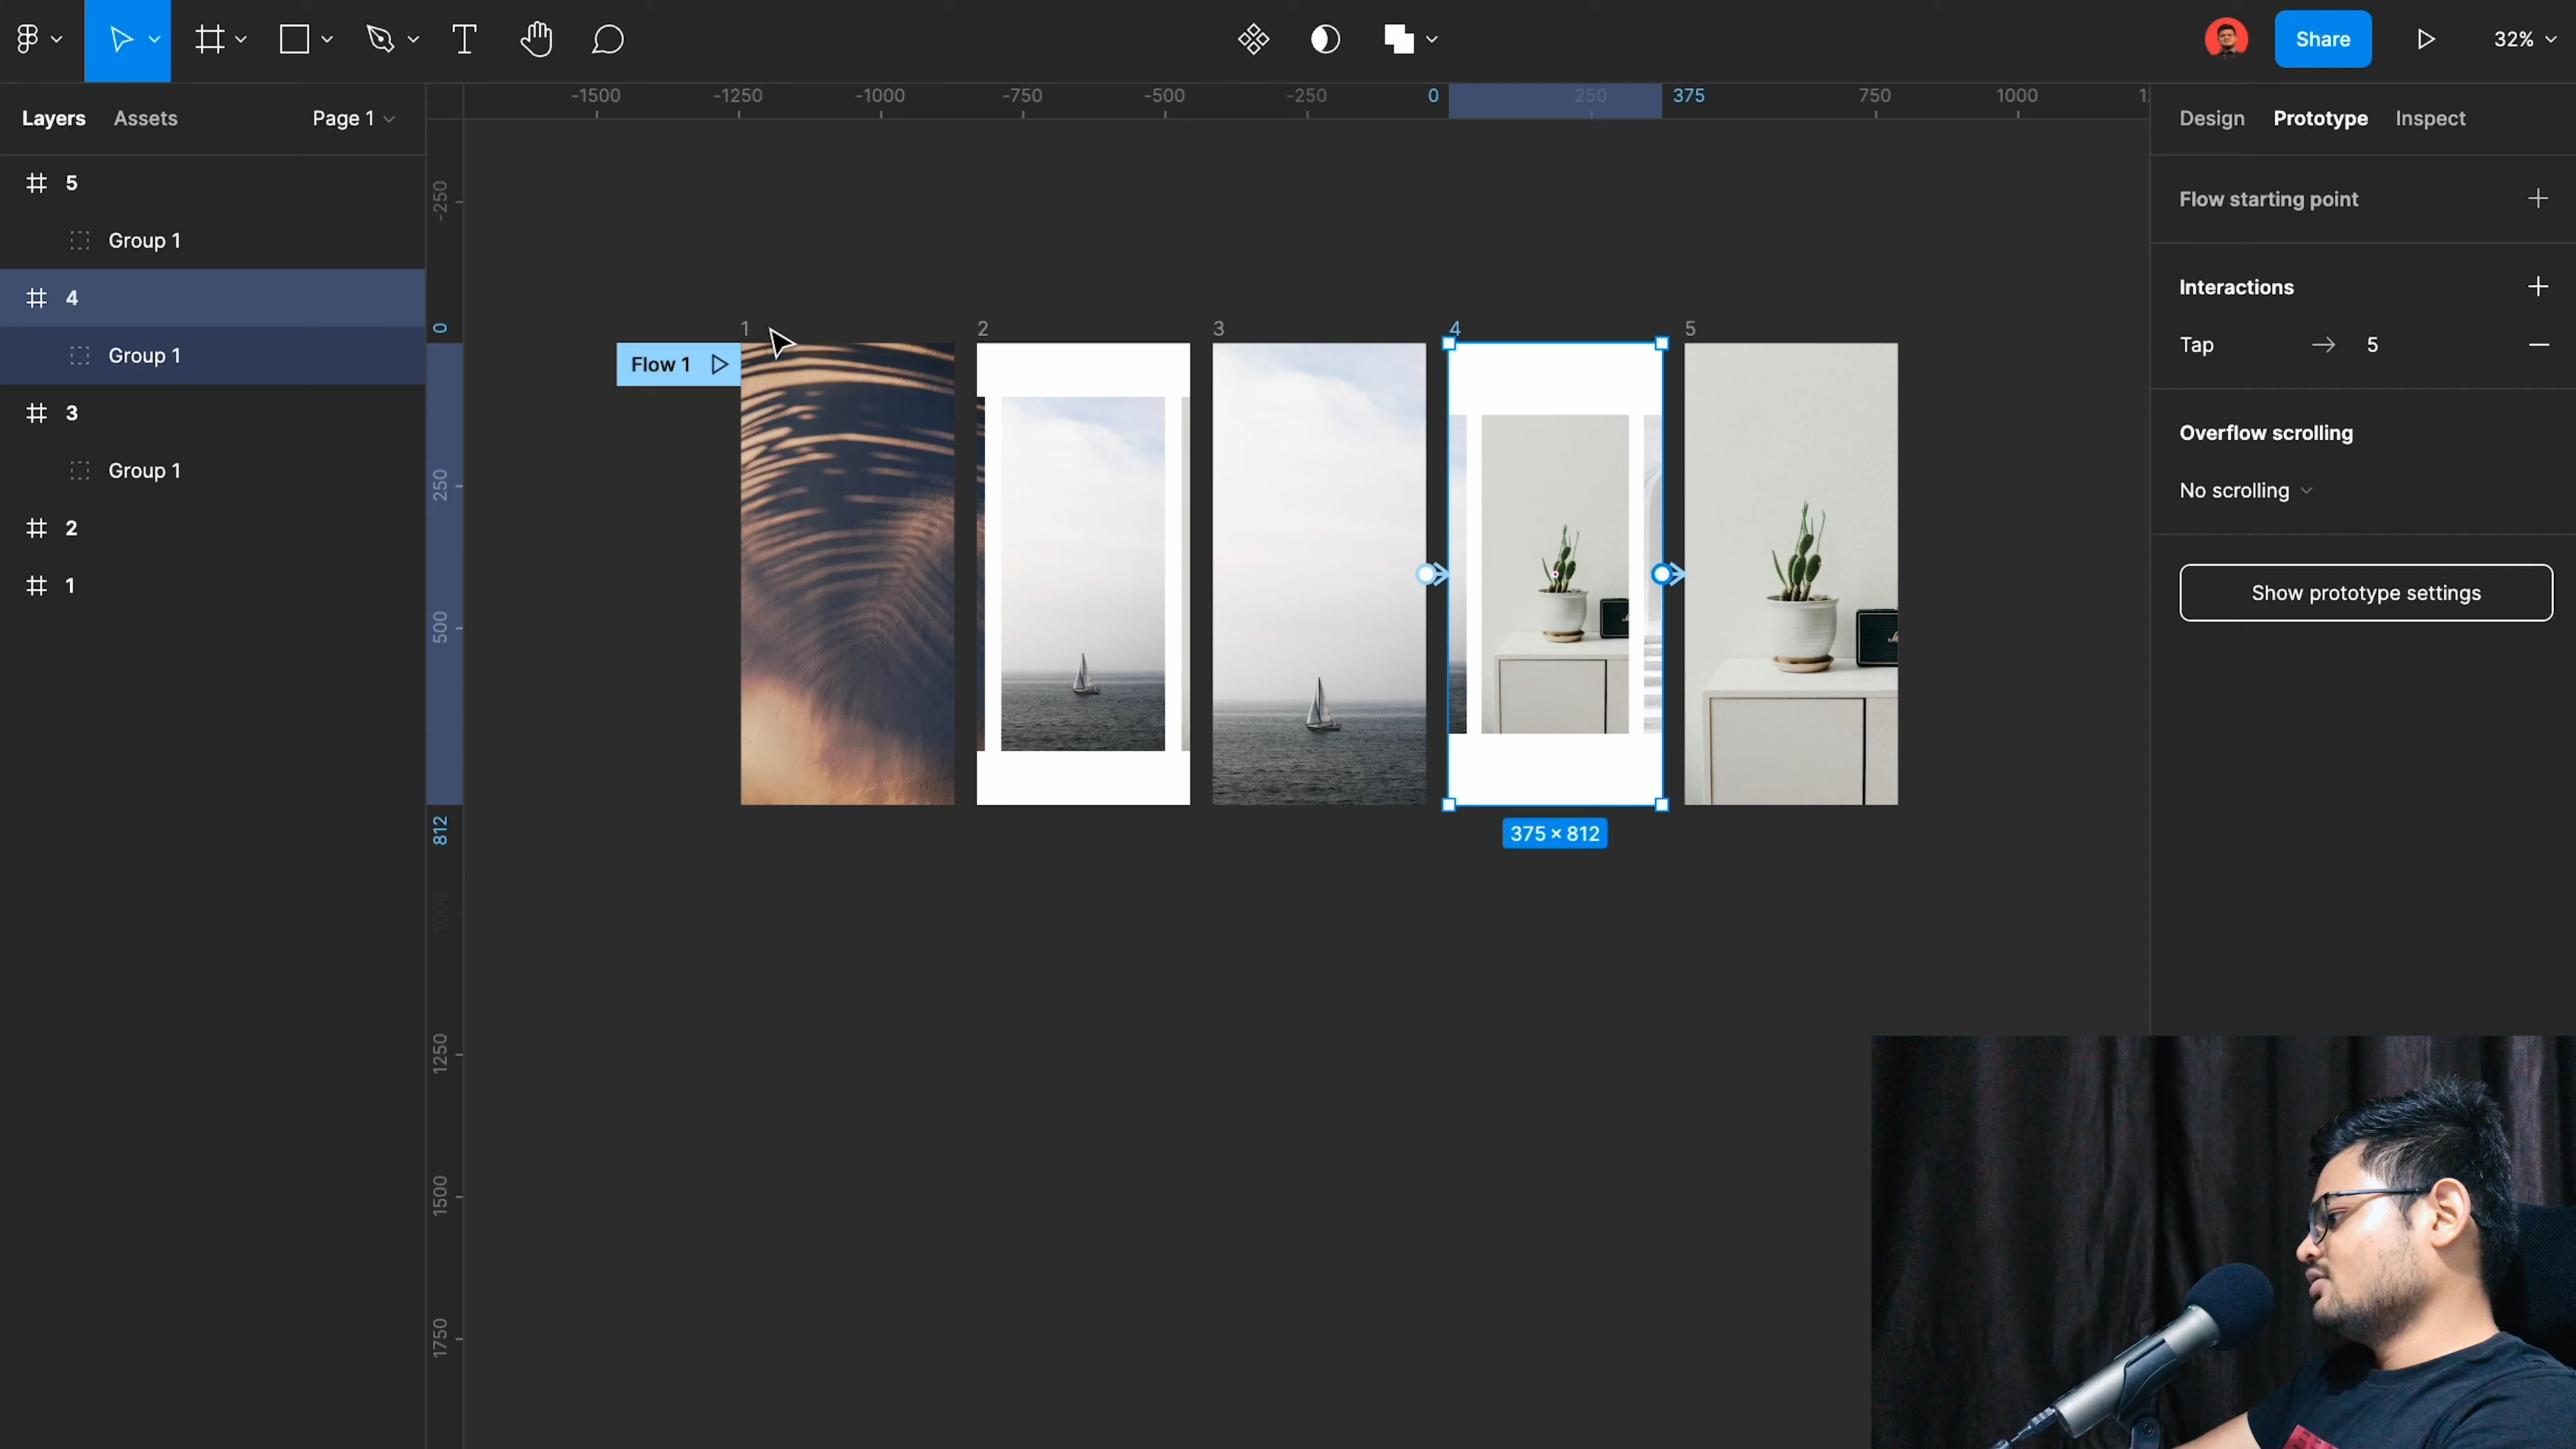 Share
32%
Layers
Assets
Page 1
5
Group 1
4
Group 1
3
Group 1
2
1
-1500
-1250
-1000
-750
-500
-250
0
250
375
750
1000
-250
0
250
500
812
1000
1250
1500
1750
1
2
3
4
5
Flow 1
375 × 812
Design
Prototype
Inspect
Flow starting point
Interactions
Tap → 5
Overflow scrolling
No scrolling
Show prototype settings